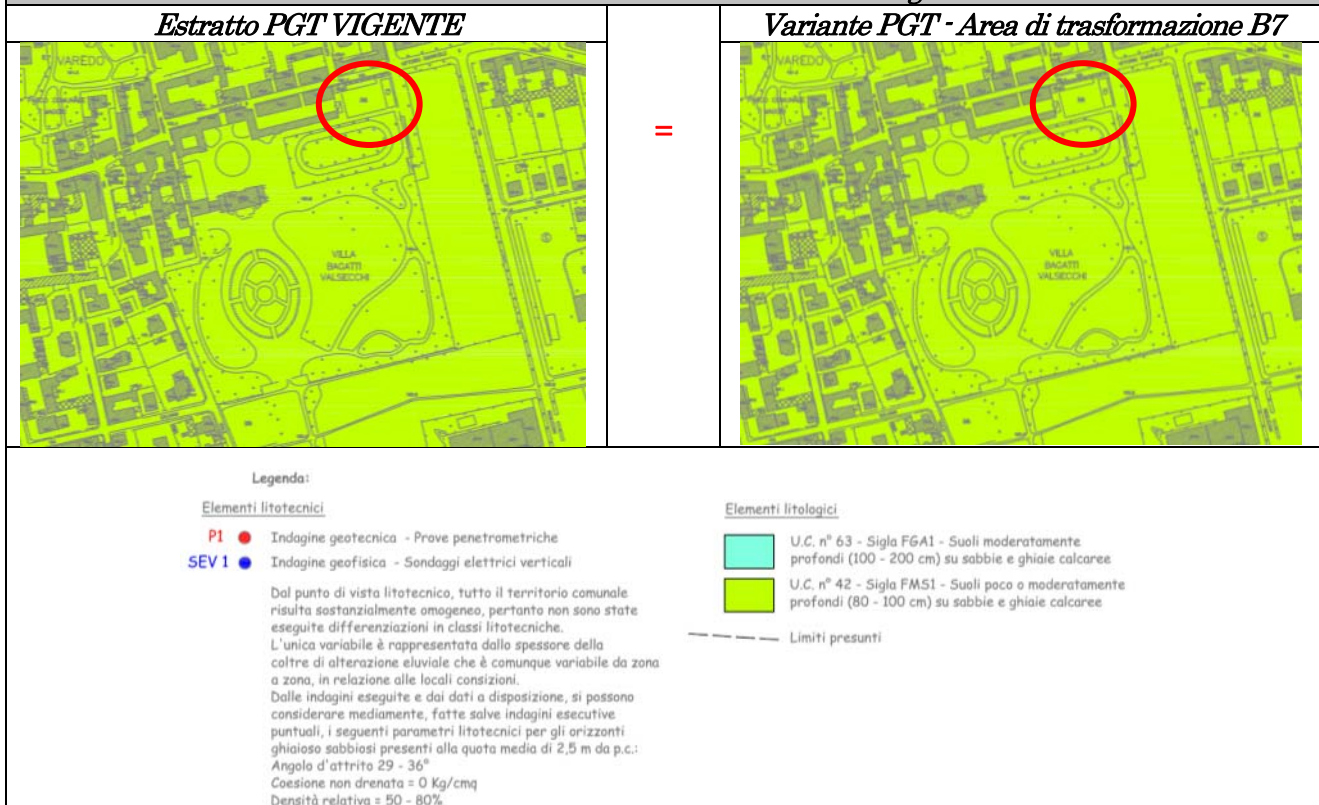 Estratto PGT VIGENTE
Variante PGT - Area di trasformazione B7
VAREDO
VILLA
BAGATTI
VALSECCHI
=
VAREDO
VILLA
BAGATTI
VALSECCHI
Legenda:
Elementi litotecnici
P1 Indagine geotecnica - Prove penetrometriche
SEV 1 Indagine geofisica - Sondaggi elettrici verticali
Dal punto di vista litotecnico, tutto il territorio comunale
risulta sostanzialmente omogeneo, pertanto non sono state
eseguite differenziazioni in classi litotecniche.
L'unica variabile è rappresentata dallo spessore della
coltre di alterazione eluviale che è comunque variabile da zona
a zona, in relazione alle locali consizioni.
Dalle indagini eseguite e dai dati a disposizione, si possono
considerare mediamente, fatte salve indagini esecutive
puntuali, i seguenti parametri litotecnici per gli orizzonti
ghiaioso sabbiosi presenti alla quota media di 2,5 m da p.c.:
Angolo d'attrito 29 - 36°
Coesione non drenata = 0 Kg/cmq
Densità relativa = 50 - 80%
Elementi litologici
U.C. n° 63 - Sigla FGA1 - Suoli moderatamente
profondi (100 - 200 cm) su sabbie e ghiaie calcaree
U.C. n° 42 - Sigla FMS1 - Suoli poco o moderatamente
profondi (80 - 100 cm) su sabbie e ghiaie calcaree
Limiti presunti